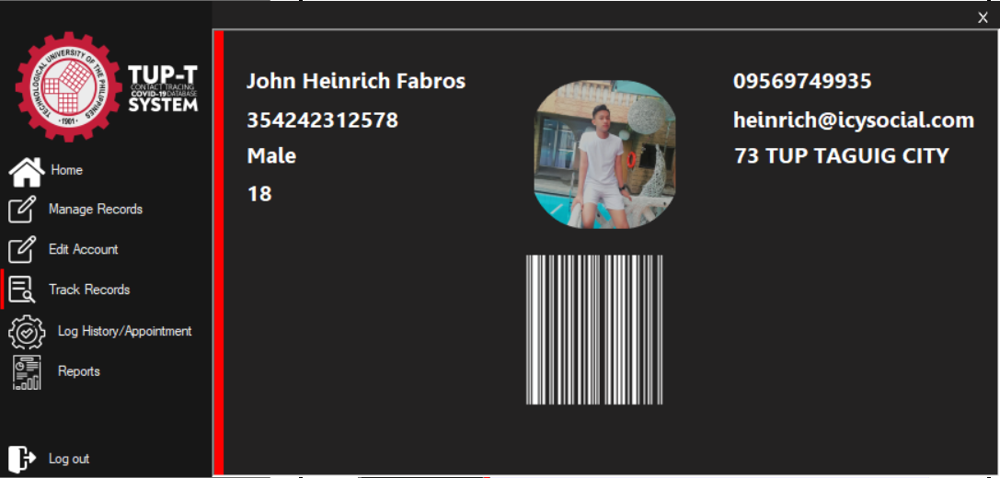 X
TECHNOLOGICAL UNIVERSITY OF THE PHILIPPINES
·1901·
TUP-T
CONTACT TRACING
COVID-19 DATABASE
SYSTEM
Home
Manage Records
Edit Account
Track Records
Log History/Appointment
Reports
Log out
John Heinrich Fabros
354242312578
Male
18
09569749935
heinrich@icysocial.com
73 TUP TAGUIG CITY